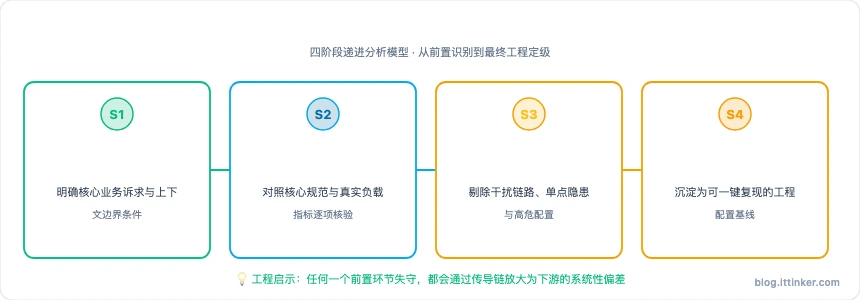 四阶段递进分析模型 · 从前置识别到最终工程定级
S1
明确核心业务诉求与上下
文边界条件
S2
对照核心规范与真实负载
指标逐项核验
S3
剔除干扰链路、单点隐患
与高危配置
S4
沉淀为可一键复现的工程
配置基线
💡 工程启示：任何一个前置环节失守，都会通过传导链放大为下游的系统性偏差
blog.ittinker.com